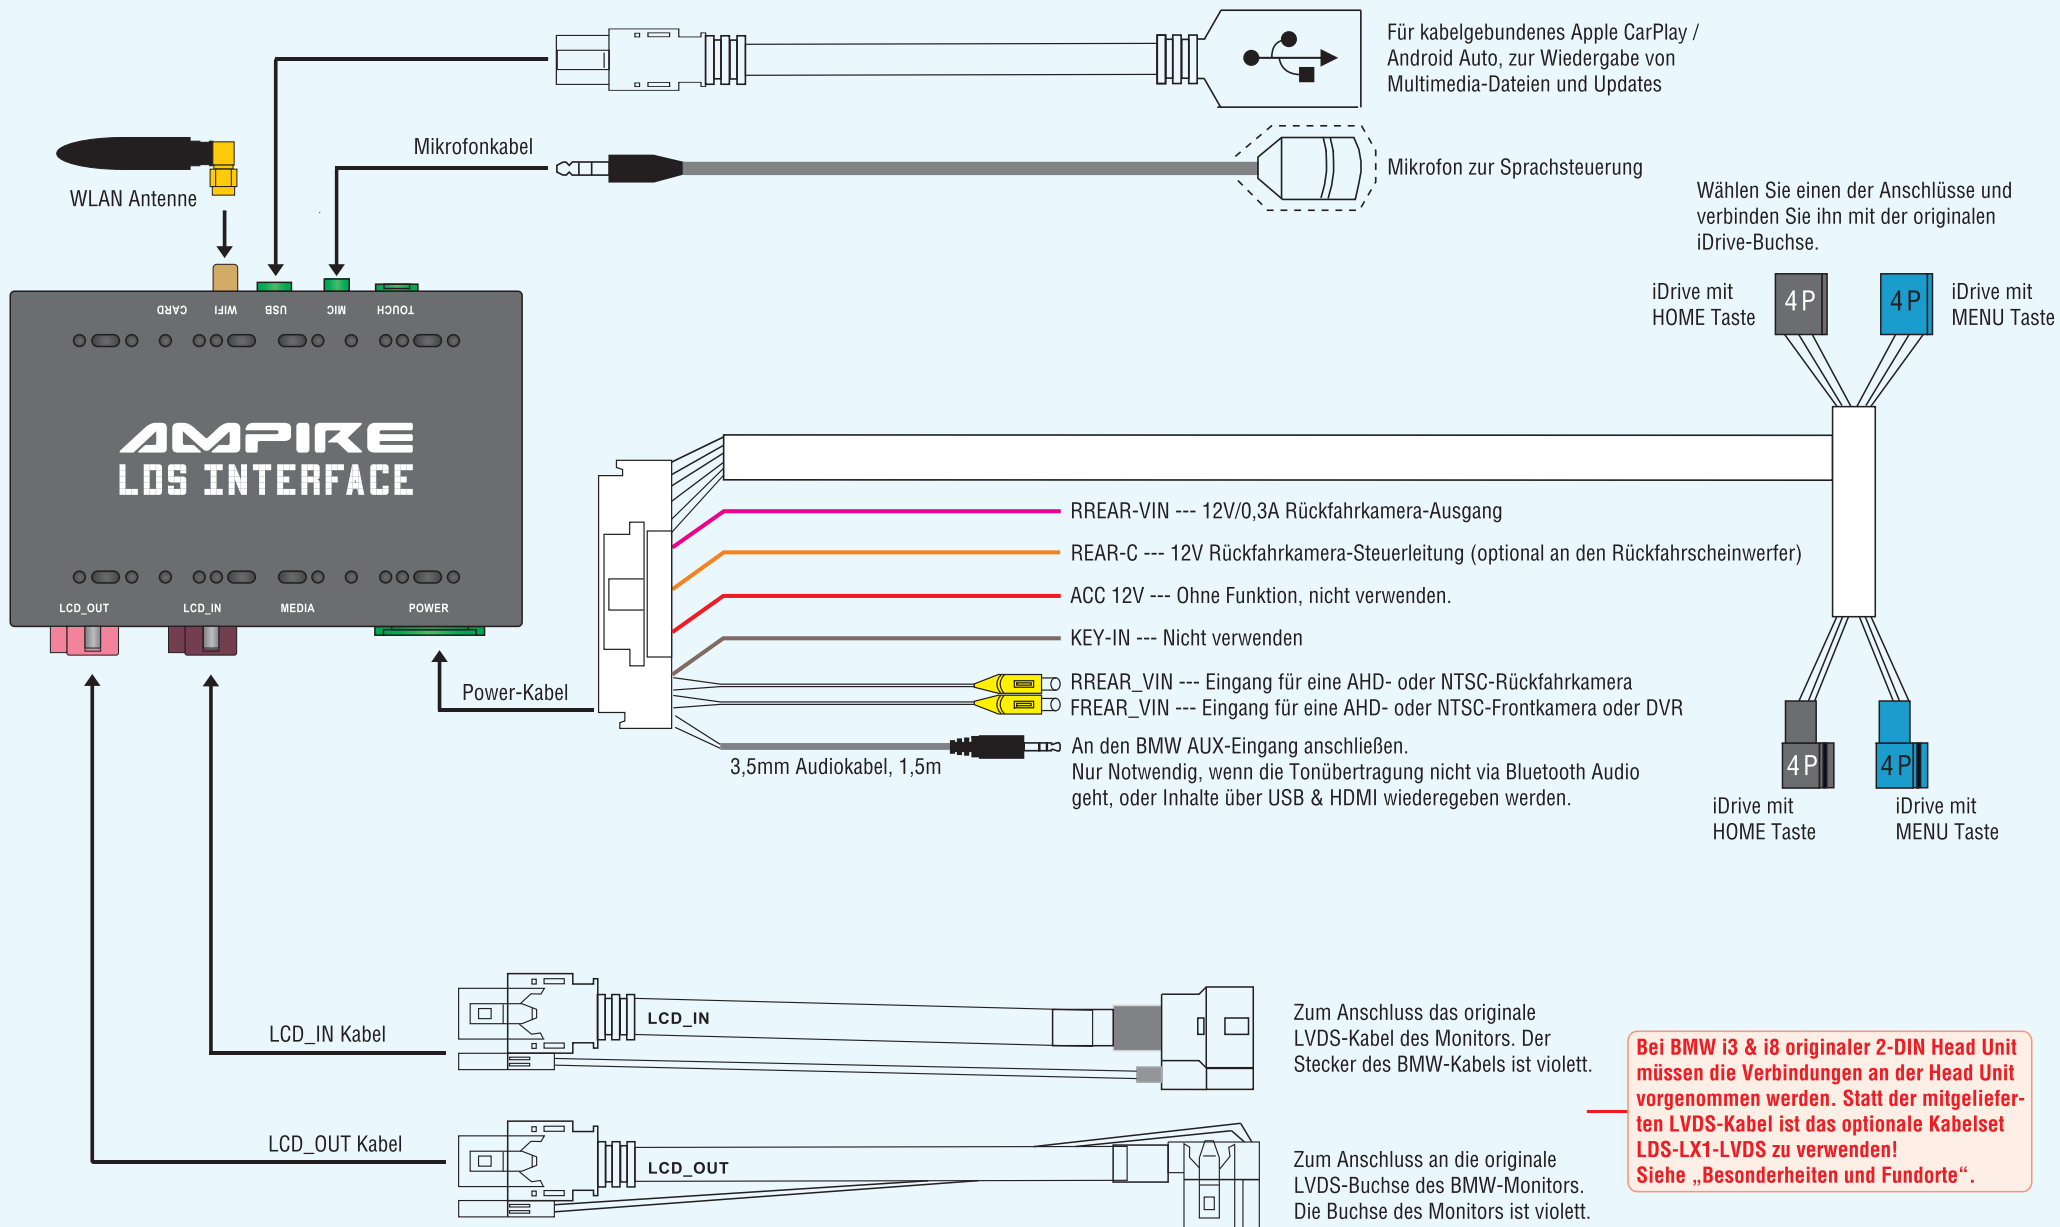 Für kabelgebundenes Apple CarPlay /
Android Auto, zur Wiedergabe von
Multimedia-Dateien und Updates
Mikrofonkabel
Mikrofon zur Sprachsteuerung
WLAN Antenne
Wählen Sie einen der Anschlüsse und
verbinden Sie ihn mit der originalen
iDrive-Buchse.
iDrive mit
HOME Taste
4P
4P
iDrive mit
MENU Taste
CARD
WIFI
USB
MIC
TOUCH
AMPIRE
LDS INTERFACE
LCD_OUT
LCD_IN
MEDIA
POWER
Power-Kabel
RREAR-VIN --- 12V/0,3A Rückfahrkamera-Ausgang
REAR-C --- 12V Rückfahrkamera-Steuerleitung (optional an den Rückfahrscheinwerfer)
ACC 12V --- Ohne Funktion, nicht verwenden.
KEY-IN --- Nicht verwenden
RREAR_VIN --- Eingang für eine AHD- oder NTSC-Rückfahrkamera
FREAR_VIN --- Eingang für eine AHD- oder NTSC-Frontkamera oder DVR
3,5mm Audiokabel, 1,5m
An den BMW AUX-Eingang anschließen.
Nur Notwendig, wenn die Tonübertragung nicht via Bluetooth Audio
geht, oder Inhalte über USB & HDMI wiederegeben werden.
4P
4P
iDrive mit
HOME Taste
iDrive mit
MENU Taste
LCD_IN Kabel
LCD_IN
Zum Anschluss das originale
LVDS-Kabel des Monitors. Der
Stecker des BMW-Kabels ist violett.
LCD_OUT Kabel
LCD_OUT
Zum Anschluss an die originale
LVDS-Buchse des BMW-Monitors.
Die Buchse des Monitors ist violett.
Bei BMW i3 & i8 originaler 2-DIN Head Unit
müssen die Verbindungen an der Head Unit
vorgenommen werden. Statt der mitgeliefer-
ten LVDS-Kabel ist das optionale Kabelset
LDS-LX1-LVDS zu verwenden!
Siehe „Besonderheiten und Fundorte“.